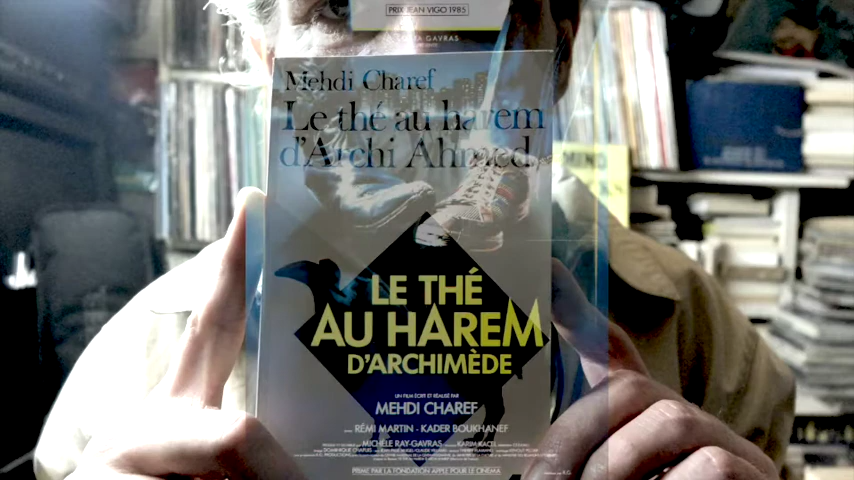 PRIX JEAN VIGO 1985
GAVRAS
Mehdi Charef
Le thé au harem
d'Archi Ahmed
LE THÉ
AU HAREM
D'ARCHIMÈDE
UN FILM ÉCRIT ET RÉALISÉ PAR
MEHDI CHAREF
RÉMI MARTIN - KADER BOUKHANEF
MICHÈLE RAY-GAVRAS
PRIMÉ PAR LA FONDATION APPLE POUR LE CINÉMA